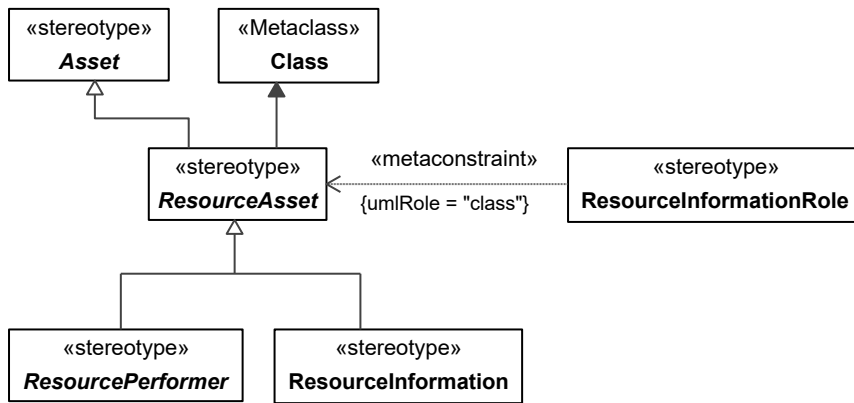 «stereotype»
Asset
«Metaclass»
Class
«stereotype»
ResourceAsset
«metaconstraint»
{umlRole = "class"}
«stereotype»
ResourceInformationRole
«stereotype»
ResourcePerformer
«stereotype»
ResourceInformation